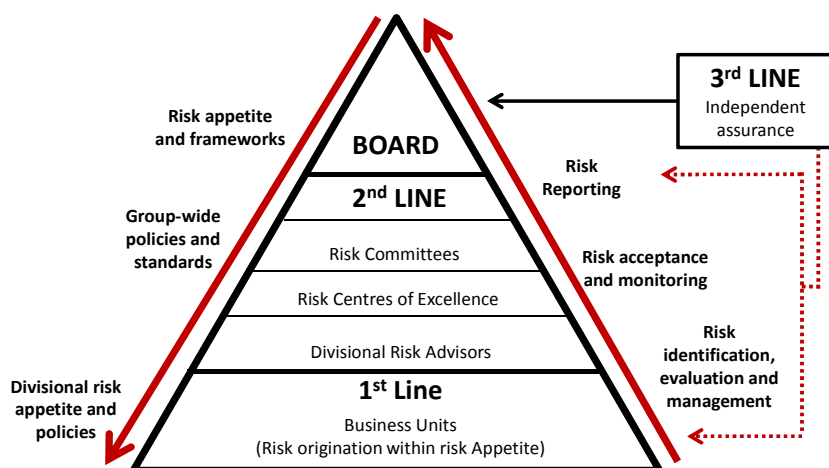 3rd LINE
Independent
assurance
Risk appetite
and frameworks
BOARD
Risk
Reporting
2nd LINE
Group-wide
policies and
standards
Risk Committees
Risk acceptance
and monitoring
Risk Centres of Excellence
Divisional Risk Advisors
Risk
identification,
evaluation and
management
Divisional risk
appetite and
policies
1st Line
Business Units
(Risk origination within risk Appetite)